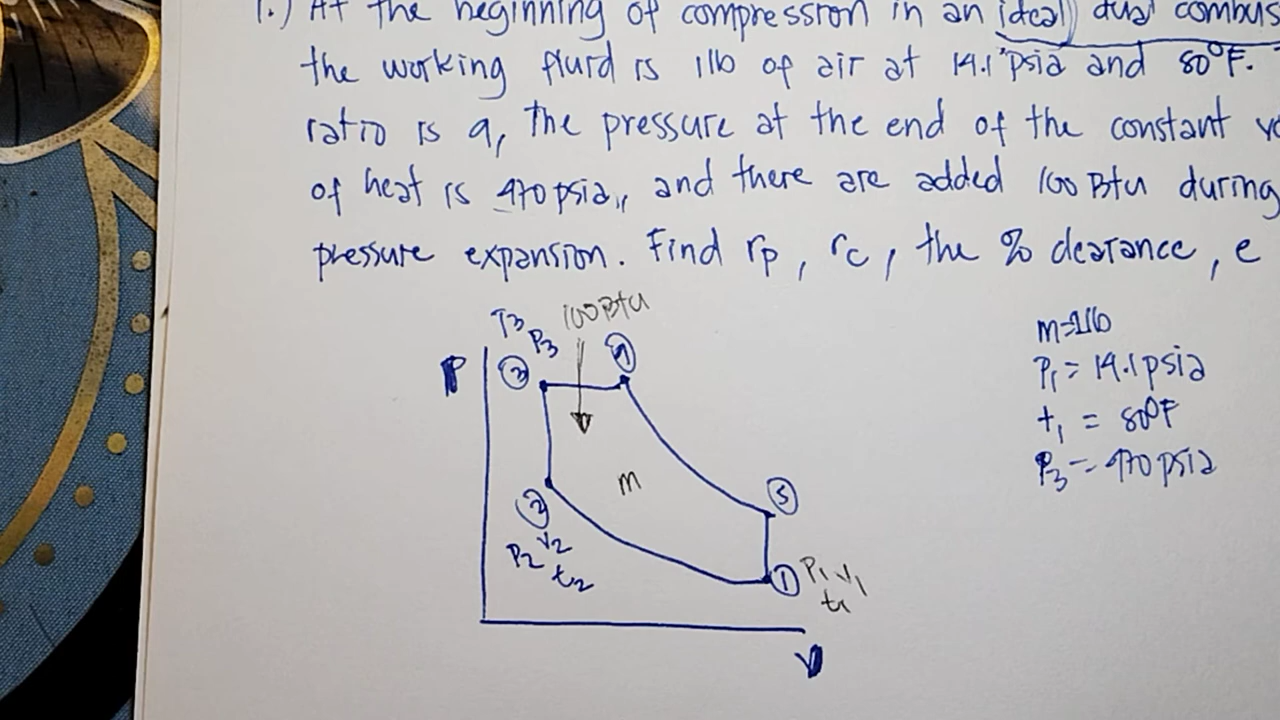 1.) At the beginning of compression in an ideal dual combus
the working fluid is 1lb of air at 14.1 psia and 80°F.
ratio is 9, the pressure at the end of the constant vo
of heat is 470 psia, and there are added 100 Btu during
pressure expansion. Find rp, rc, the % clearance, e
100 Btu
T3
P3
3
4
P
m
5
2
P2 V2
t2
1
P1 V1
t1
V
m=1lb
P1 = 14.1 psia
t1 = 80°F
P3 = 470 psia